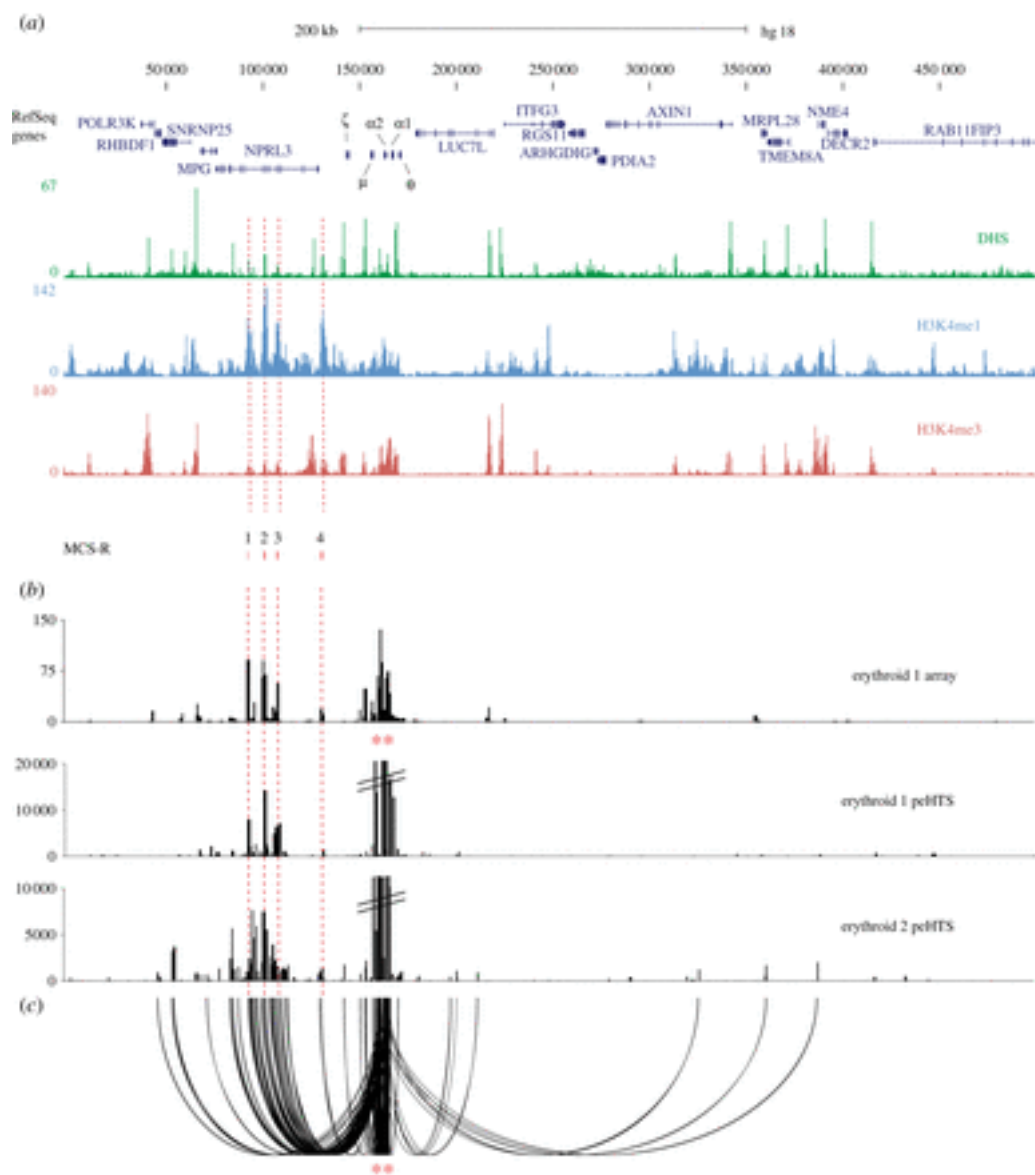 (a)
200 kb hg 18
50 000 100 000 150 000 200 000 250 000 300 000 350 000 400 000 450 000
RefSeq genes
ITFG3 AXIN1 NME4
POLR3K SNRNP25 ζ α2 α1 RGS11 MRPL28
RHBDF1 NPRL3 LUC7L ARHGDIG DECR2 RAB11FIP3
MPG μ θ PDIA2 TMEM8A
67
DHS
0
142
H3K4me1
0
140
H3K4me3
0
1 2 3 4
MCS-R
(b)
150
75
erythroid 1 array
0
**
20 000
10 000
erythroid 1 peHTS
0
10 000
5000
erythroid 2 peHTS
0
(c)
**